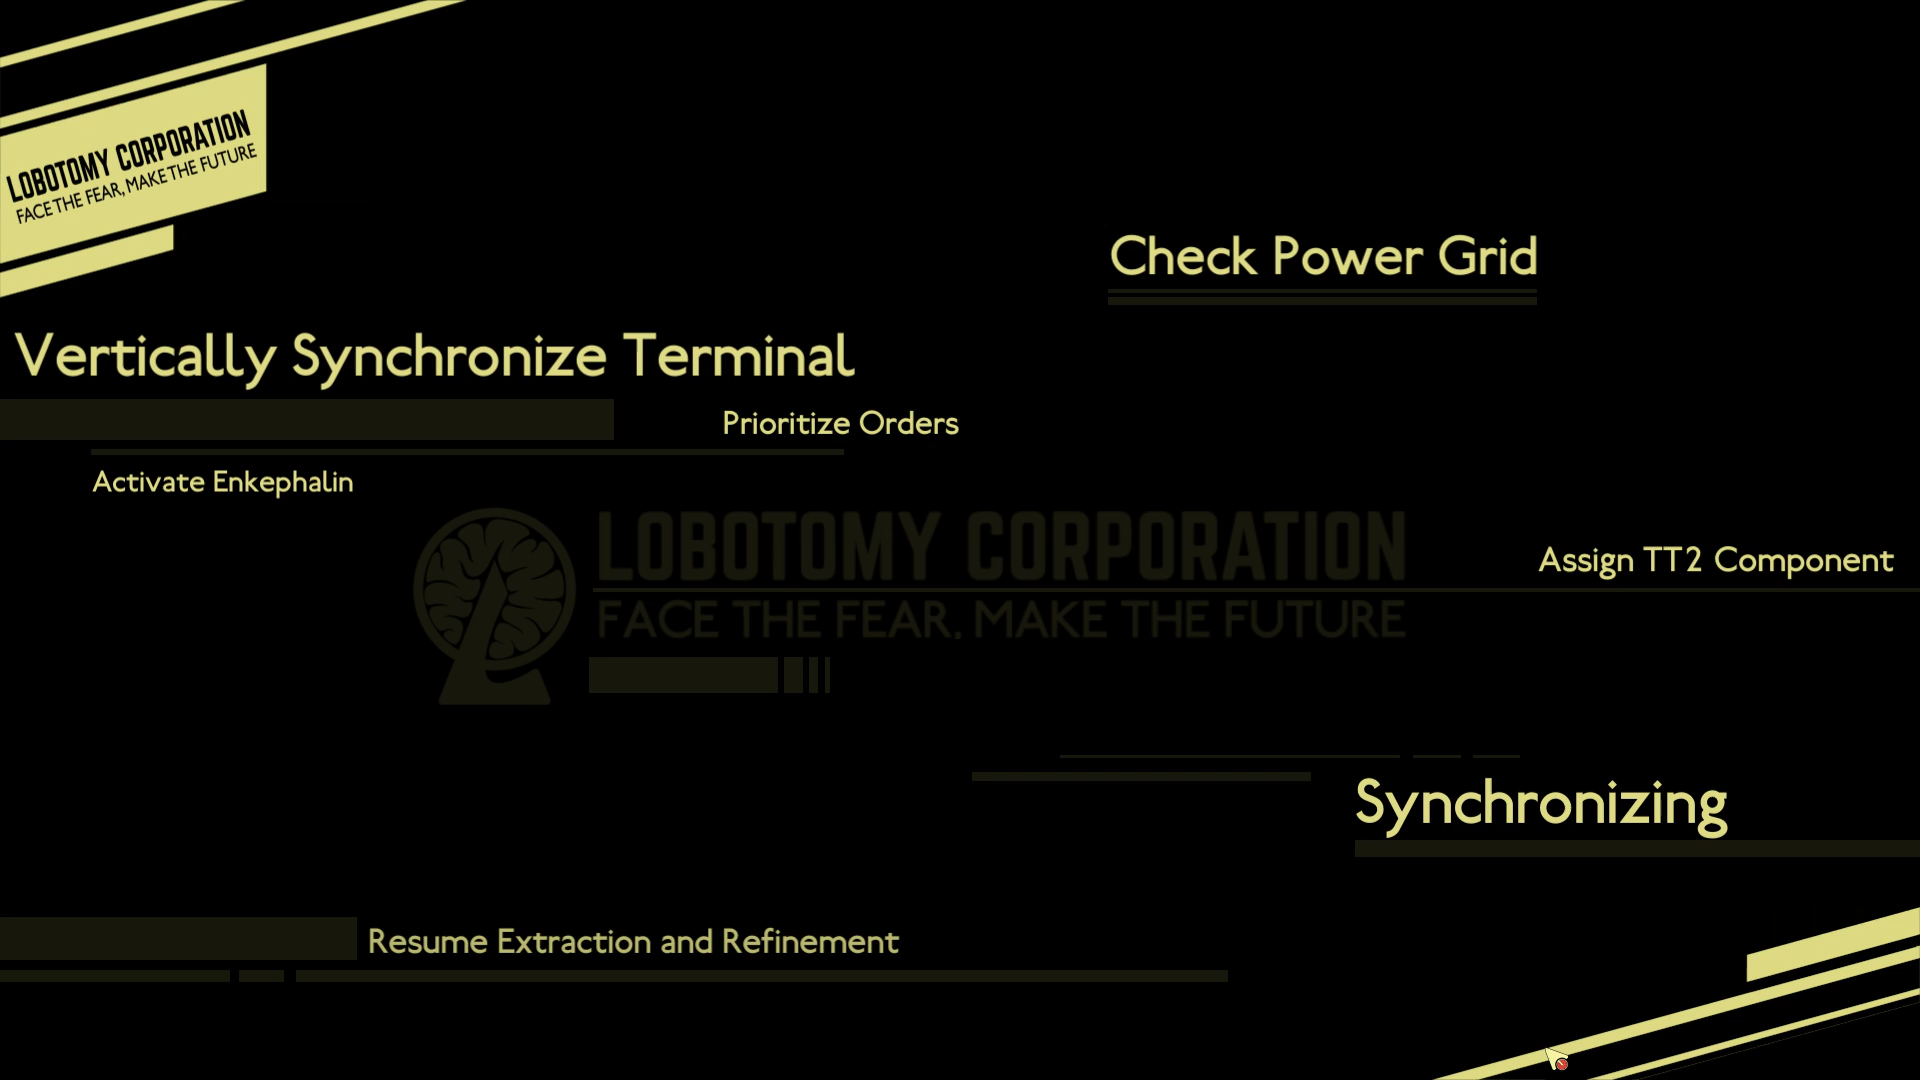 LOBOTOMY CORPORATION
FACE THE FEAR, MAKE THE FUTURE
Check Power Grid
Vertically Synchronize Terminal
Prioritize Orders
Activate Enkephalin
LOBOTOMY CORPORATION
FACE THE FEAR, MAKE THE FUTURE
Assign TT2 Component
Synchronizing
Resume Extraction and Refinement